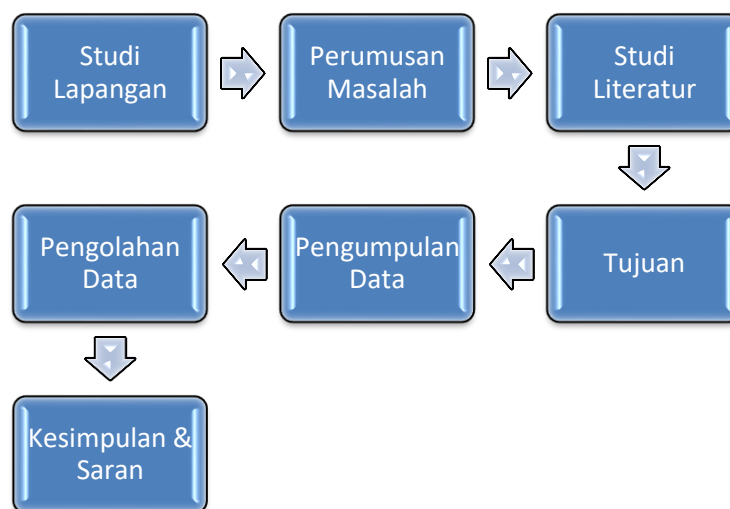 Studi
Lapangan
Perumusan
Masalah
Studi
Literatur
Tujuan
Pengumpulan
Data
Pengolahan
Data
Kesimpulan &
Saran